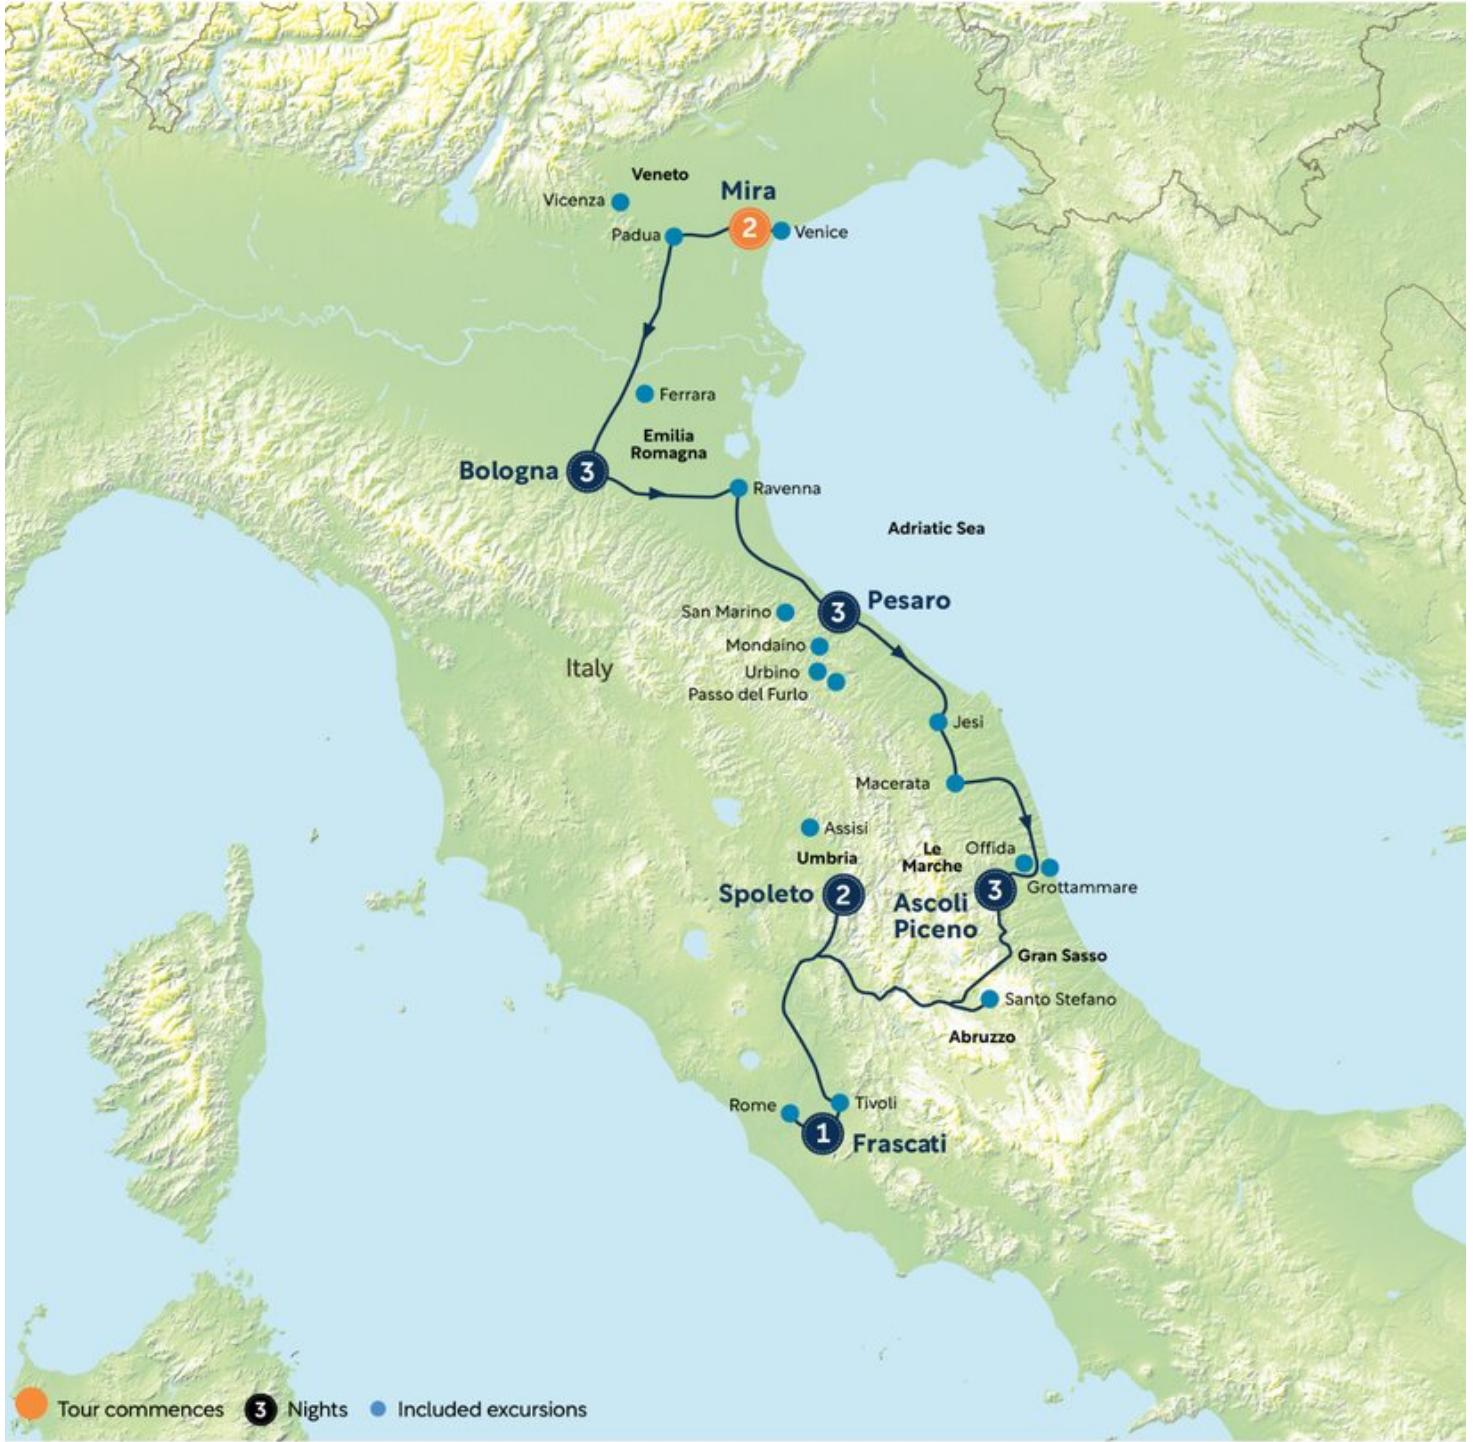 Veneto
Mira
Vicenza
2
Padua
Venice
Ferrara
Emilia
Romagna
Bologna
3
Ravenna
Adriatic Sea
Pesaro
3
San Marino
Mondaino
Italy
Urbino
Passo del Furlo
Jesi
Macerata
Assisi
Umbria
Le
Marche
Offida
Grottammare
Spoleto
2
3
Ascoli
Piceno
Gran Sasso
Santo Stefano
Abruzzo
Rome
Tivoli
1
Frascati
Tour commences
3
Nights
Included excursions